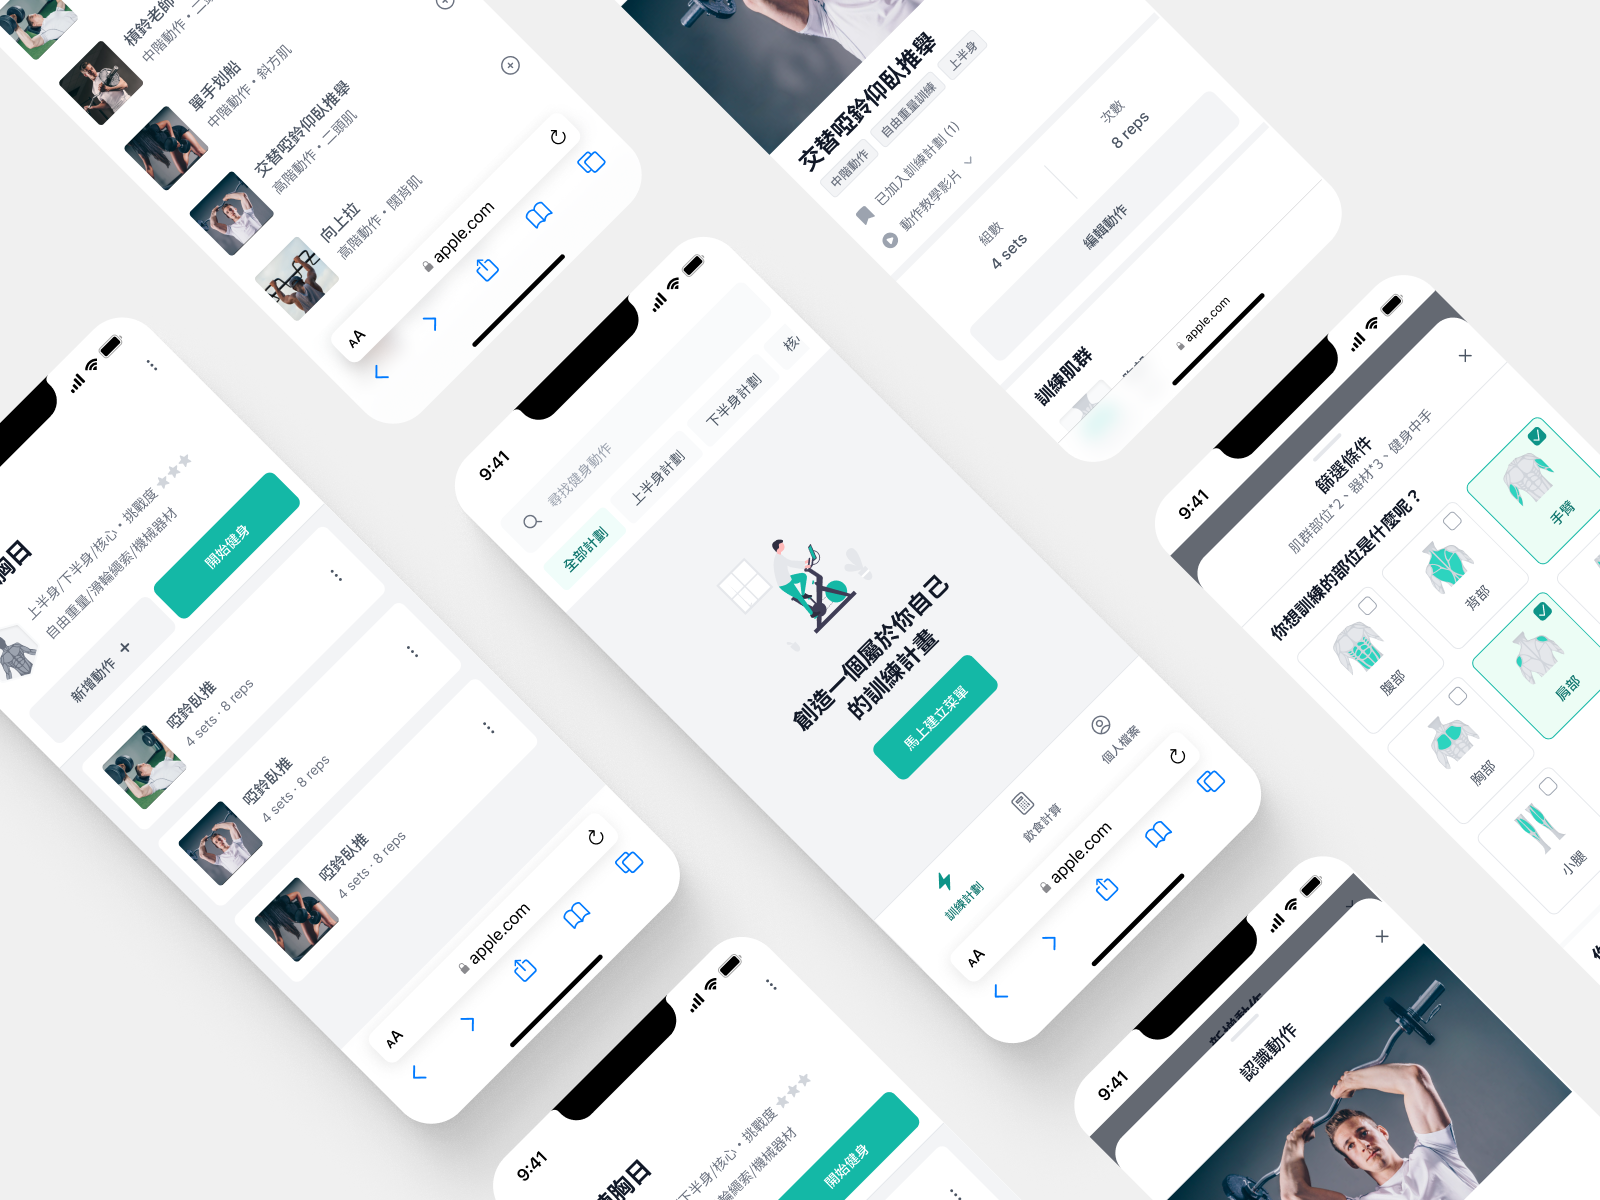 槓鈴老師
單手划船
中階動作・斜方肌
交替啞鈴仰臥推舉
高階動作・二頭肌
向上拉
高階動作・闊背肌
AA
apple.com
交替啞鈴仰臥推舉
中階動作
自由重量訓練
上半身
已加入訓練計劃 (1)
動作教學影片
組數
4 sets
次數
8 reps
編輯動作
訓練肌群
apple.com
胸日
上半身/下半身/核心・挑戰度
自由重量/滑輪繩索/機械器材
新增動作 +
開始健身
啞鈴臥推
4 sets · 8 reps
啞鈴臥推
4 sets · 8 reps
啞鈴臥推
4 sets · 8 reps
AA
apple.com
9:41
尋找健身動作
全部計劃
上半身計劃
下半身計劃
核心
創造一個屬於你自己
的訓練計畫
馬上建立菜單
訓練計劃
飲食計算
個人檔案
AA
apple.com
9:41
篩選條件
肌群部位*2、器材*3、健身中手
你想訓練的部位是什麼呢？
腹部
背部
手臂
胸部
肩部
小腿
9:41
胸日
下半身/核心・挑戰度
由重量/滑輪繩索/機械器材
開始健身
9:41
認識動作